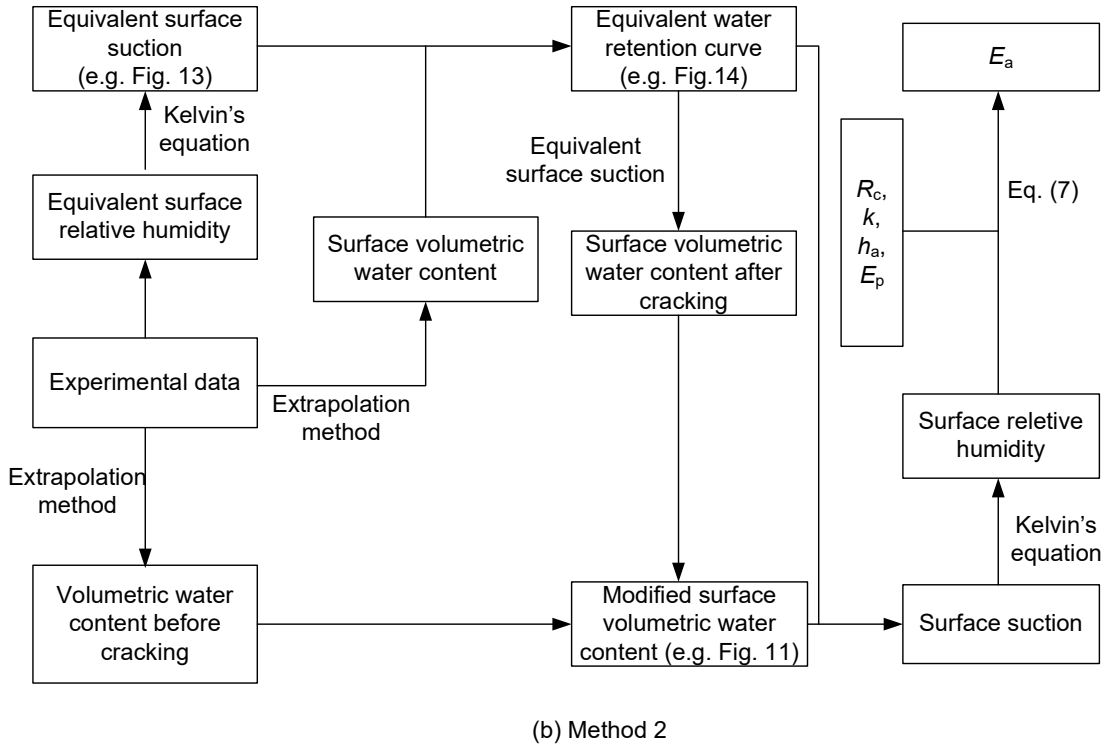 Equivalent surface
suction
(e.g. Fig. 13)
Equivalent water
retention curve
(e.g. Fig.14)
Eₐ
Kelvin’s
equation
Equivalent
surface suction
R꜀,
k,
hₐ,
Eₚ
Eq. (7)
Equivalent surface
relative humidity
Surface volumetric
water content
Surface volumetric
water content after
cracking
Experimental data
Extrapolation
method
Surface reletive
humidity
Extrapolation
method
Kelvin’s
equation
Volumetric water
content before
cracking
Modified surface
volumetric water
content (e.g. Fig. 11)
Surface suction
(b) Method 2